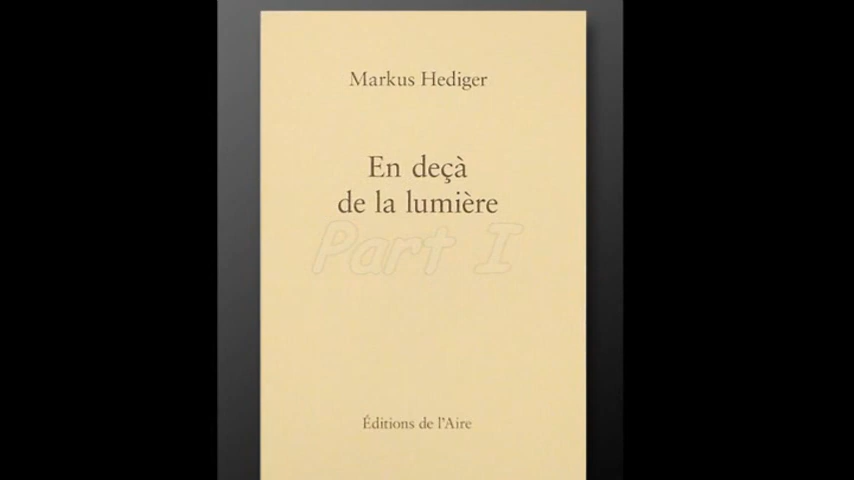 Markus Hediger
En deçà
de la lumière
Part I
Éditions de l'Aire